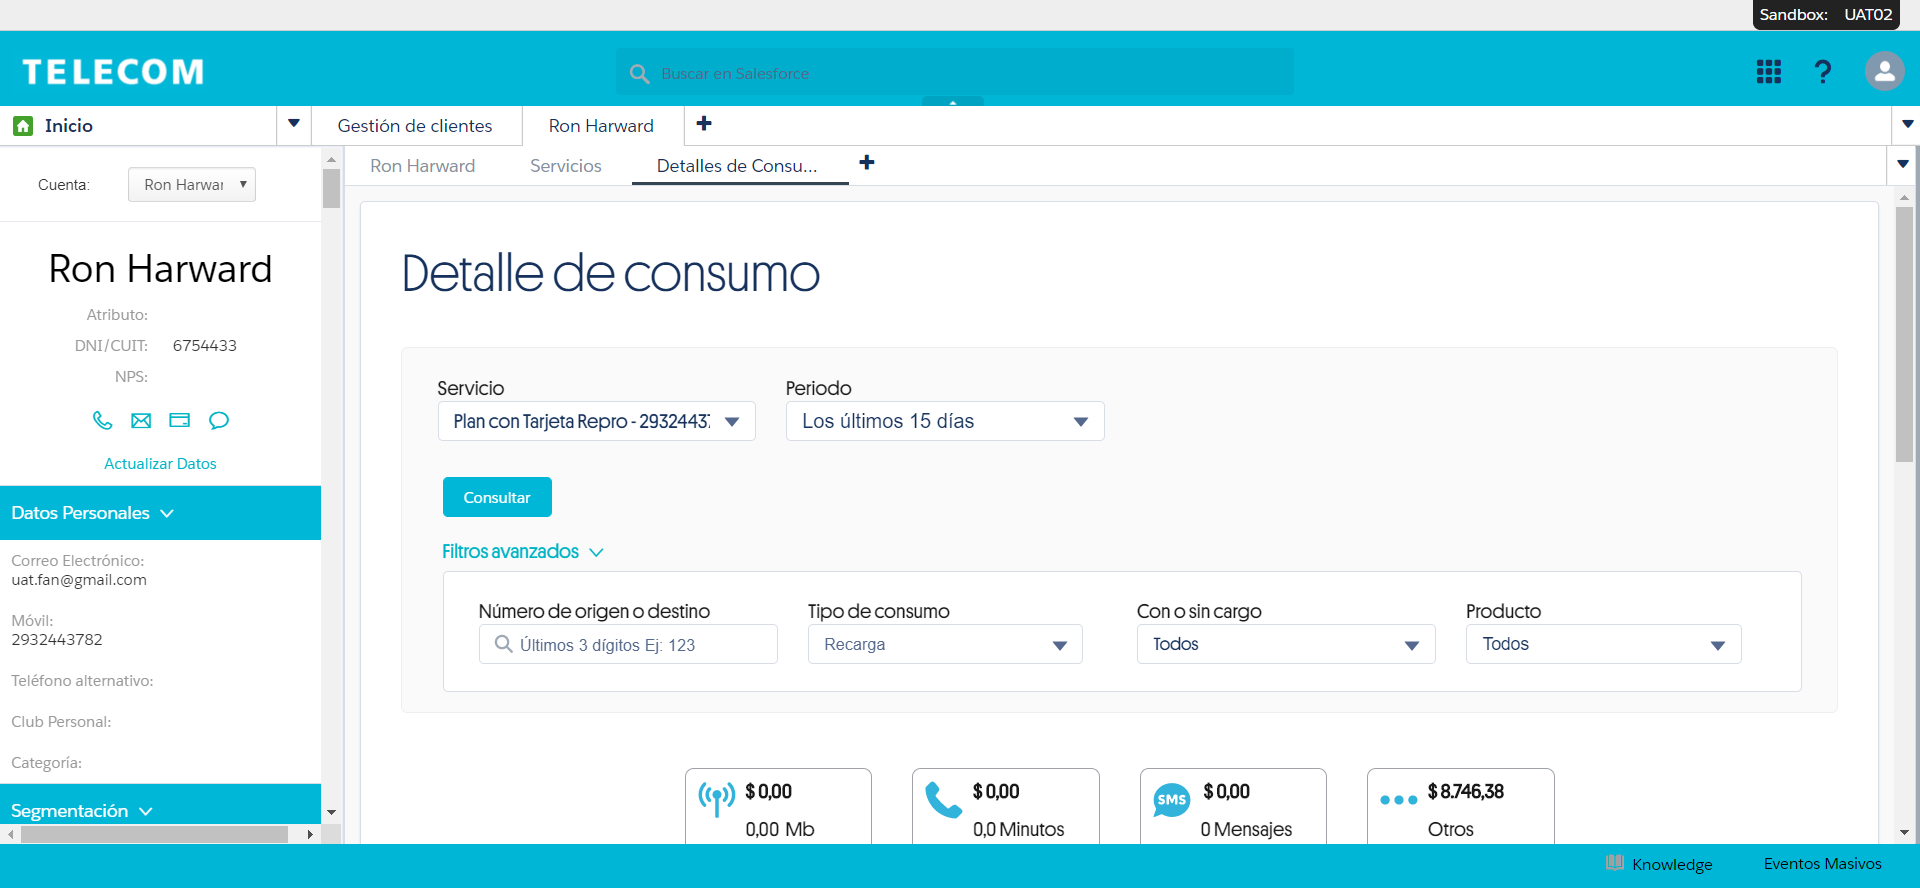 Sandbox: UAT02
TELECOM
Buscar en Salesforce
Inicio
Gestión de clientes
Ron Harward
Cuenta:
Ron Harwar
Ron Harward
Servicios
Detalles de Consu...
Ron Harward
Atributo:
DNI/CUIT: 6754433
NPS:
Actualizar Datos
Datos Personales
Correo Electrónico:
uat.fan@gmail.com
Móvil:
2932443782
Teléfono alternativo:
Club Personal:
Categoría:
Segmentación
Detalle de consumo
Servicio
Plan con Tarjeta Repro - 29324437
Periodo
Los últimos 15 días
Consultar
Filtros avanzados
Número de origen o destino
Últimos 3 dígitos Ej: 123
Tipo de consumo
Recarga
Con o sin cargo
Todos
Producto
Todos
$ 0,00
0,00 Mb
$ 0,00
0,0 Minutos
SMS
$ 0,00
0 Mensajes
$ 8.746,38
Otros
Knowledge
Eventos Masivos